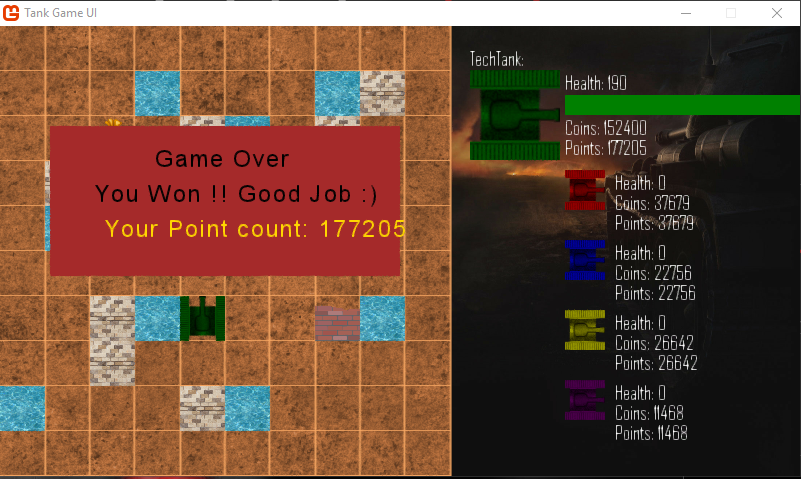 Tank Game UI
Game Over
You Won !! Good Job :)
Your Point count: 177205
TechTank:
Health: 190
Coins: 152400
Points: 177205
Health: 0
Coins: 37679
Points: 37679
Health: 0
Coins: 22756
Points: 22756
Health: 0
Coins: 26642
Points: 26642
Health: 0
Coins: 11468
Points: 11468